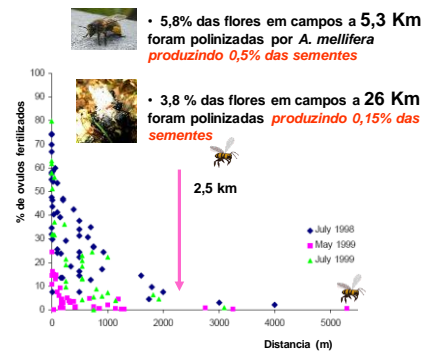 • 5,8% das flores em campos a 5,3 Km
foram polinizadas por A. mellifera
produzindo 0,5% das sementes
• 3,8 % das flores em campos a 26 Km
foram polinizadas produzindo 0,15% das
sementes
% de ovulos fertilizados
100
90
80
70
60
50
40
30
20
10
0
2,5 km
July 1998
May 1999
July 1999
0 1000 2000 3000 4000 5000
Distancia (m)